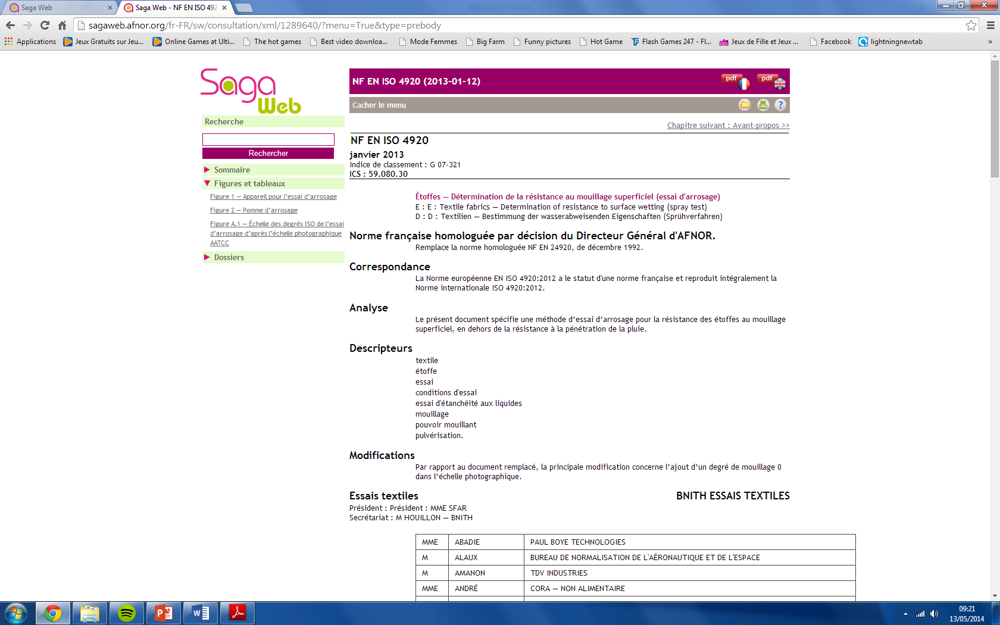 Saga Web
Saga Web - NF EN ISO 492
sagaweb.afnor.org/fr-FR/sw/consultation/xml/1289640/?menu=True&type=prebody
Applications
Jeux Gratuits sur Jeu...
Online Games at Ulti...
The hot games
Best video downloa...
Mode Femmes
Big Farm
Funny pictures
Hot Game
Flash Games 247 - Fl...
Jeux de Fille et Jeux ...
Facebook
lightningnewtab
»
Saga
Web
NF EN ISO 4920 (2013-01-12)
pdf
pdf
Cacher le menu
Recherche
Rechercher
Sommaire
Figures et tableaux
Figure 1 — Appareil pour l’essai d’arrosage
Figure 2 — Pomme d’arrosage
Figure A.1 — Échelle des degrés ISO de l’essai
d’arrosage d’après l’échelle photographique
AATCC
Dossiers
Chapitre suivant : Avant-propos >>
NF EN ISO 4920
janvier 2013
Indice de classement : G 07-321
ICS : 59.080.30
Étoffes — Détermination de la résistance au mouillage superficiel (essai d'arrosage)
E : E : Textile fabrics — Determination of resistance to surface wetting (spray test)
D : D : Textilien — Bestimmung der wasserabweisenden Eigenschaften (Sprühverfahren)
Norme française homologuée par décision du Directeur Général d'AFNOR.
Remplace la norme homologuée NF EN 24920, de décembre 1992.
Correspondance
La Norme européenne EN ISO 4920:2012 a le statut d'une norme française et reproduit intégralement la
Norme internationale ISO 4920:2012.
Analyse
Le présent document spécifie une méthode d’essai d’arrosage pour la résistance des étoffes au mouillage
superficiel, en dehors de la résistance à la pénétration de la pluie.
Descripteurs
textile
étoffe
essai
conditions d'essai
essai d'étanchéité aux liquides
mouillage
pouvoir mouillant
pulvérisation.
Modifications
Par rapport au document remplacé, la principale modification concerne l’ajout d’un degré de mouillage 0
dans l’échelle photographique.
Essais textiles
BNITH ESSAIS TEXTILES
Président : Président : MME SFAR
Secrétariat : M HOUILLON — BNITH
MME ABADIE PAUL BOYE TECHNOLOGIES
M ALAUX BUREAU DE NORMALISATION DE L'AÉRONAUTIQUE ET DE L'ESPACE
M AMANON TDV INDUSTRIES
MME ANDRÉ CORA — NON ALIMENTAIRE
09:21
13/05/2014